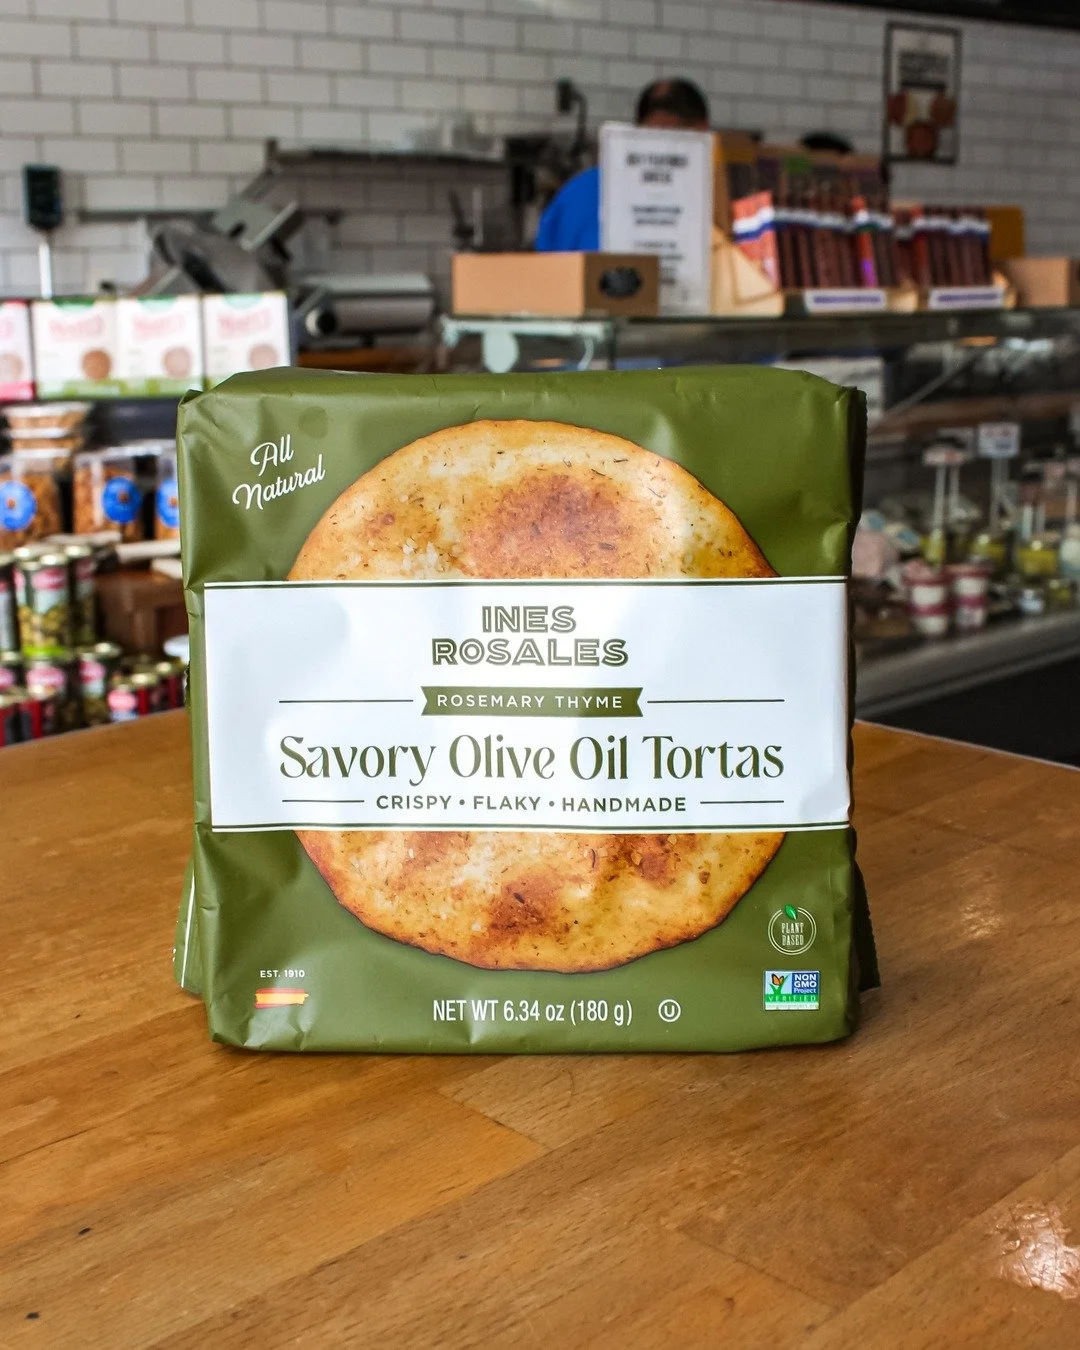 All
Natural
INES
ROSALES
ROSEMARY THYME
Savory Olive Oil Tortas
CRISPY • FLAKY • HANDMADE
PLANT
BASED
EST. 1910
NON
GMO
Project
VERIFIED
NET WT 6.34 oz (180 g)
U